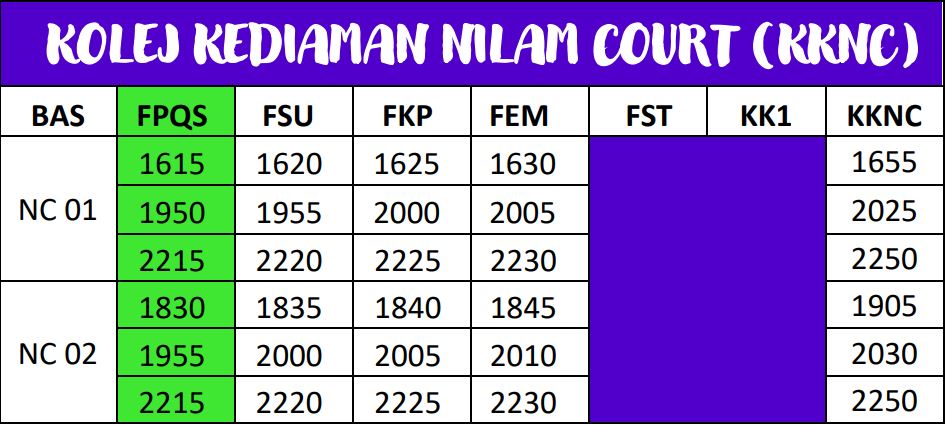 KOLEJ KEDIAMAN NILAM COURT (KKNC)
BAS FPQS FSU FKP FEM FST KK1 KKNC
NC 01
1615 1620 1625 1630 1655
1950 1955 2000 2005 2025
2215 2220 2225 2230 2250
NC 02
1830 1835 1840 1845 1905
1955 2000 2005 2010 2030
2215 2220 2225 2230 2250